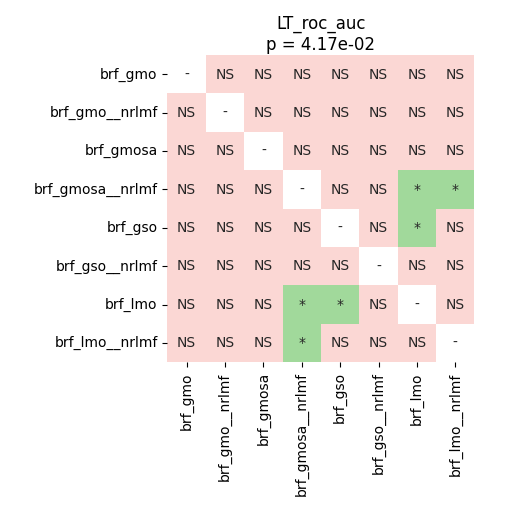 LT_roc_auc
p = 4.17e-02
brf_gmo - NS NS NS NS NS NS NS
brf_gmo__nrlmf NS - NS NS NS NS NS NS
brf_gmosa NS NS - NS NS NS NS NS
brf_gmosa__nrlmf NS NS NS - NS NS * *
brf_gso NS NS NS NS - NS * NS
brf_gso__nrlmf NS NS NS NS NS - NS NS
brf_lmo NS NS NS * * NS - NS
brf_lmo__nrlmf NS NS NS * NS NS NS -
brf_gmo
brf_gmo__nrlmf
brf_gmosa
brf_gmosa__nrlmf
brf_gso
brf_gso__nrlmf
brf_lmo
brf_lmo__nrlmf